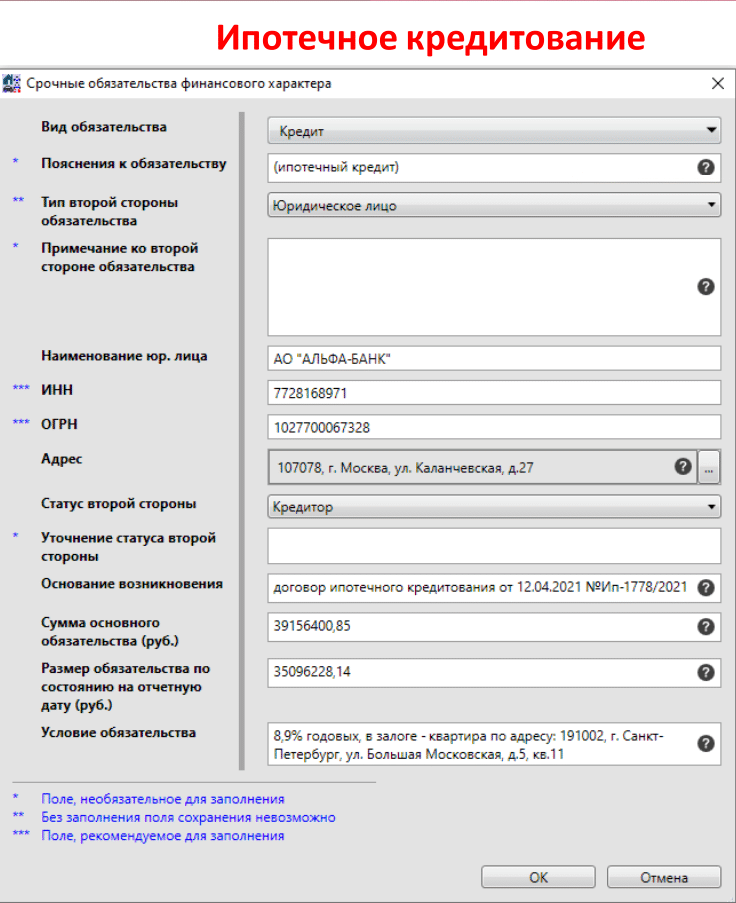 Ипотечное кредитование
Срочные обязательства финансового характера
Вид обязательства
Кредит
* Пояснения к обязательству
(ипотечный кредит)
** Тип второй стороны
обязательства
Юридическое лицо
* Примечание ко второй
стороне обязательства
Наименование юр. лица
АО "АЛЬФА-БАНК"
*** ИНН
7728168971
*** ОГРН
1027700067328
Адрес
107078, г. Москва, ул. Каланчевская, д.27
...
Статус второй стороны
Кредитор
* Уточнение статуса второй
стороны
Основание возникновения
договор ипотечного кредитования от 12.04.2021 №Ип-1778/2021
Сумма основного
обязательства (руб.)
39156400,85
Размер обязательства по
состоянию на отчетную
дату (руб.)
35096228,14
Условие обязательства
8,9% годовых, в залоге - квартира по адресу: 191002, г. Санкт-
Петербург, ул. Большая Московская, д.5, кв.11
* Поле, необязательное для заполнения
** Без заполнения поля сохранения невозможно
*** Поле, рекомендуемое для заполнения
ОК
Отмена